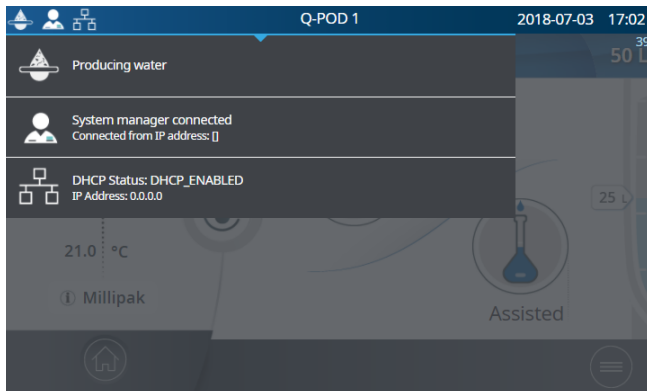 Q-POD 1
2018-07-03 17:02
39
50 L
Producing water
System manager connected
Connected from IP address: []
DHCP Status: DHCP_ENABLED
IP Address: 0.0.0.0
25 L
21.0 °C
Millipak
Assisted